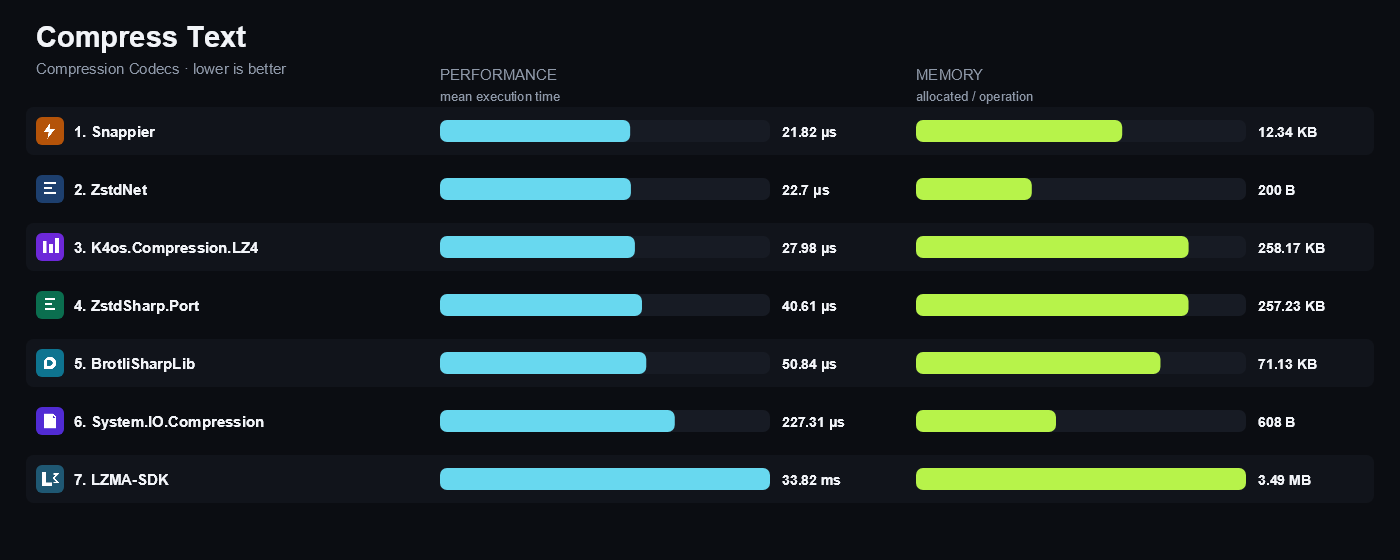 Compress Text
Compression Codecs · lower is better
PERFORMANCE
mean execution time
MEMORY
allocated / operation
1. Snappier 21.82 µs 12.34 KB
2. ZstdNet 22.7 µs 200 B
3. K4os.Compression.LZ4 27.98 µs 258.17 KB
4. ZstdSharp.Port 40.61 µs 257.23 KB
5. BrotliSharpLib 50.84 µs 71.13 KB
6. System.IO.Compression 227.31 µs 608 B
7. LZMA-SDK 33.82 ms 3.49 MB